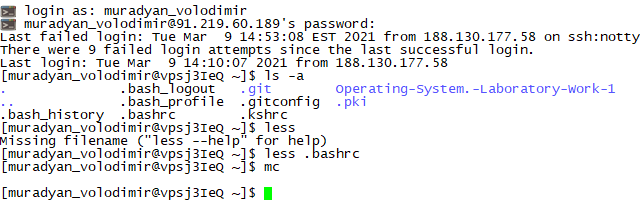 login as: muradyan_volodimir
muradyan_volodimir@91.219.60.189's password:
Last failed login: Tue Mar  9 14:53:08 EST 2021 from 188.130.177.58 on ssh:notty
There were 9 failed login attempts since the last successful login.
Last login: Tue Mar  9 14:10:07 2021 from 188.130.177.58
[muradyan_volodimir@vpsj3IeQ ~]$ ls -a
.              .bash_logout   .git        Operating-System.-Laboratory-Work-1
..             .bash_profile  .gitconfig  .pki
.bash_history  .bashrc        .kshrc
[muradyan_volodimir@vpsj3IeQ ~]$ less
Missing filename ("less --help" for help)
[muradyan_volodimir@vpsj3IeQ ~]$ less .bashrc
[muradyan_volodimir@vpsj3IeQ ~]$ mc
[muradyan_volodimir@vpsj3IeQ ~]$